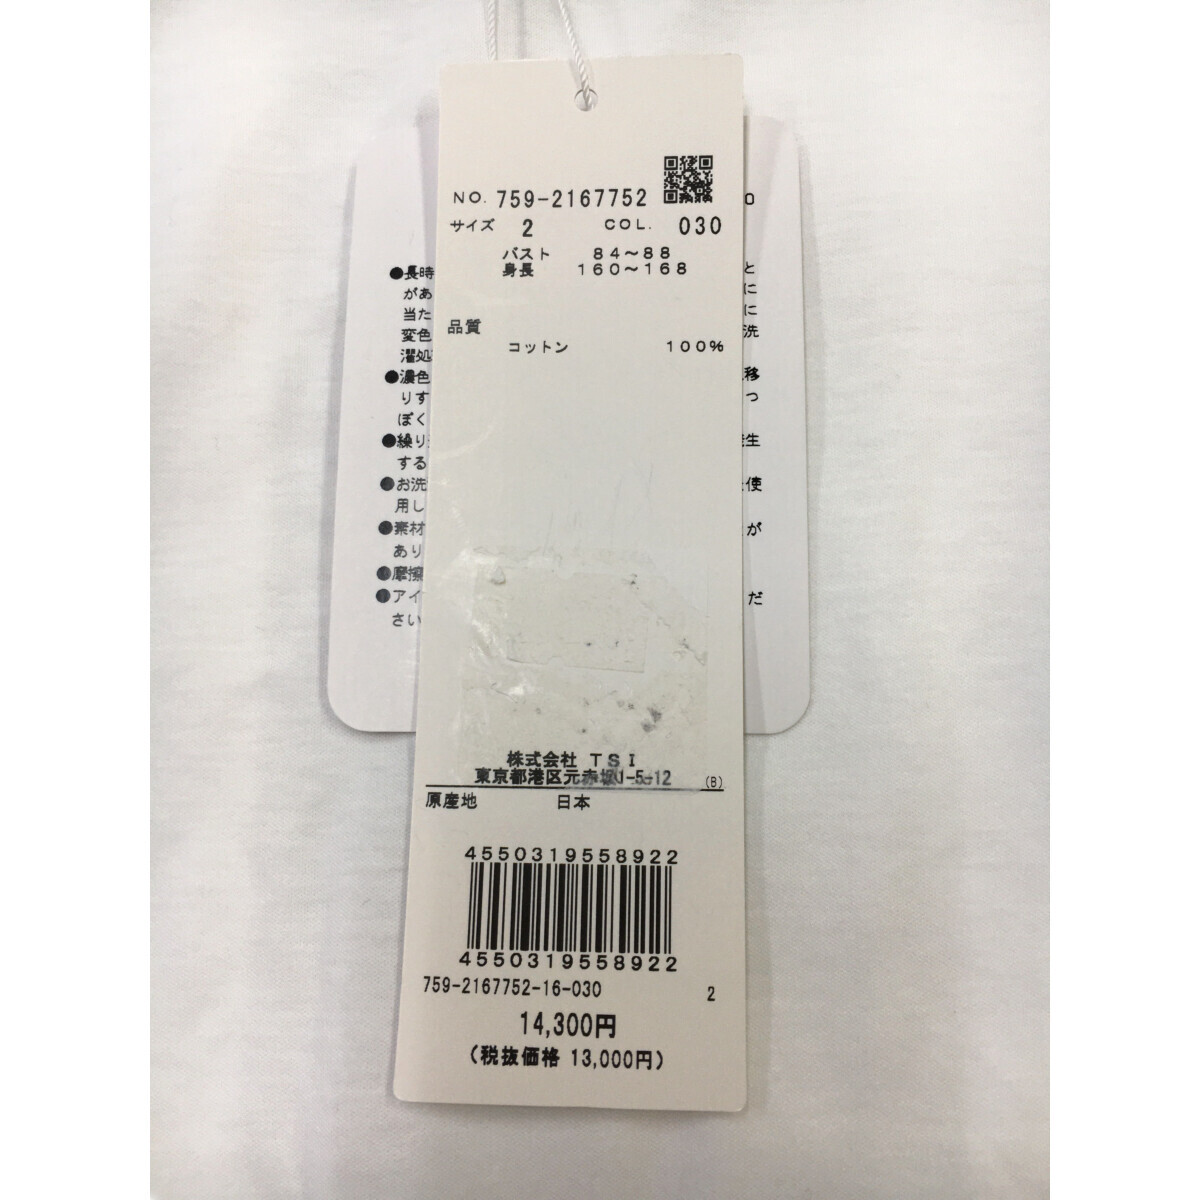 NO. 759-2167752
サイズ 2 COL. 030
バスト 84~88
身長 160~168
品質
コットン 100%
株式会社 TSI
東京都港区元赤坂1-5-12 (B)
原産地 日本
4550319558922
4550319558922
759-2167752-16-030 2
14,300円
(税抜価格 13,000円)
●長時
があ
当た
変色
濯処
●濃色
りす
ぽく
●繰り
する
●お洗
用し
●素材
あり
●摩擦
●アイ
さい
0
と
に
に
洗
移
つ
生
使
が
だ